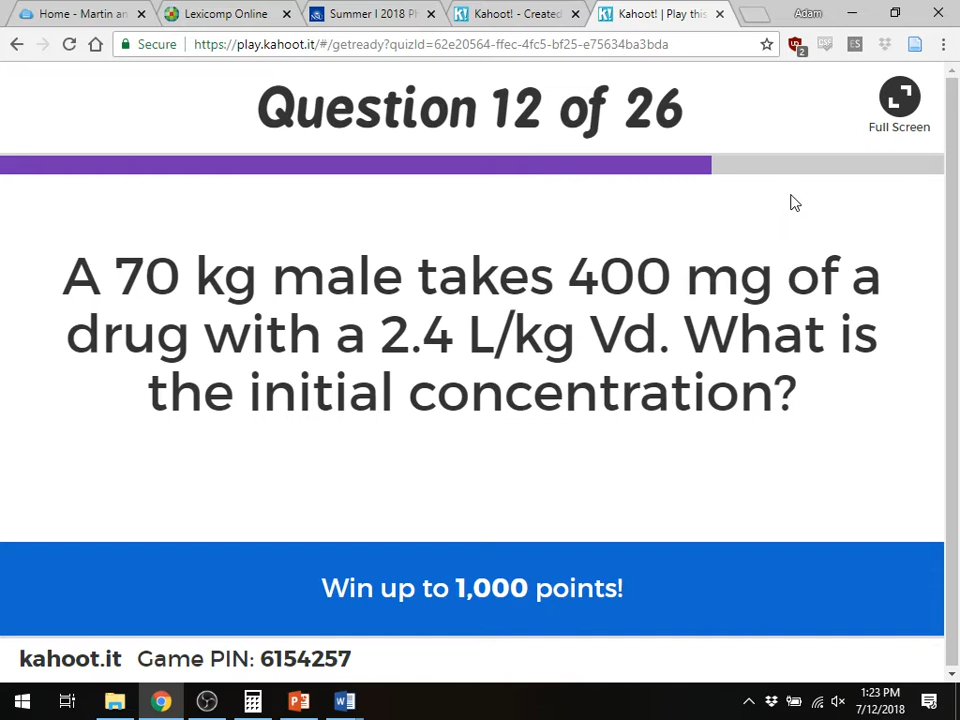 Home - Martin an
Lexicomp Online
Summer I 2018 P
Kahoot! - Created
Kahoot! | Play this
Adam
Secure
https://play.kahoot.it/#/getready?quizId=62e20564-ffec-4fc5-bf25-e75634ba3bda
2
ES
Question 12 of 26
Full Screen
A 70 kg male takes 400 mg of a
drug with a 2.4 L/kg Vd. What is
the initial concentration?
Win up to 1,000 points!
kahoot.it Game PIN: 6154257
1:23 PM
7/12/2018